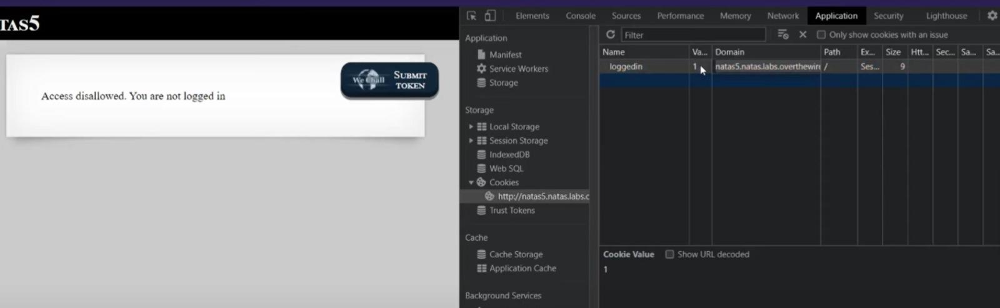 TAS5
We Chall
SUBMIT
TOKEN
Access disallowed. You are not logged in
Elements Console Sources Performance Memory Network Application Security Lighthouse
Application
Manifest
Service Workers
Storage
Storage
Local Storage
Session Storage
IndexedDB
Web SQL
Cookies
http://natas5.natas.labs.c
Trust Tokens
Cache
Cache Storage
Application Cache
Background Services
Filter Only show cookies with an issue
Name Va... Domain Path Ex... Size Htt... Sec... Sa... Sa...
loggedin 1 natas5.natas.labs.overthewire / Ses... 9
Cookie Value Show URL decoded
1